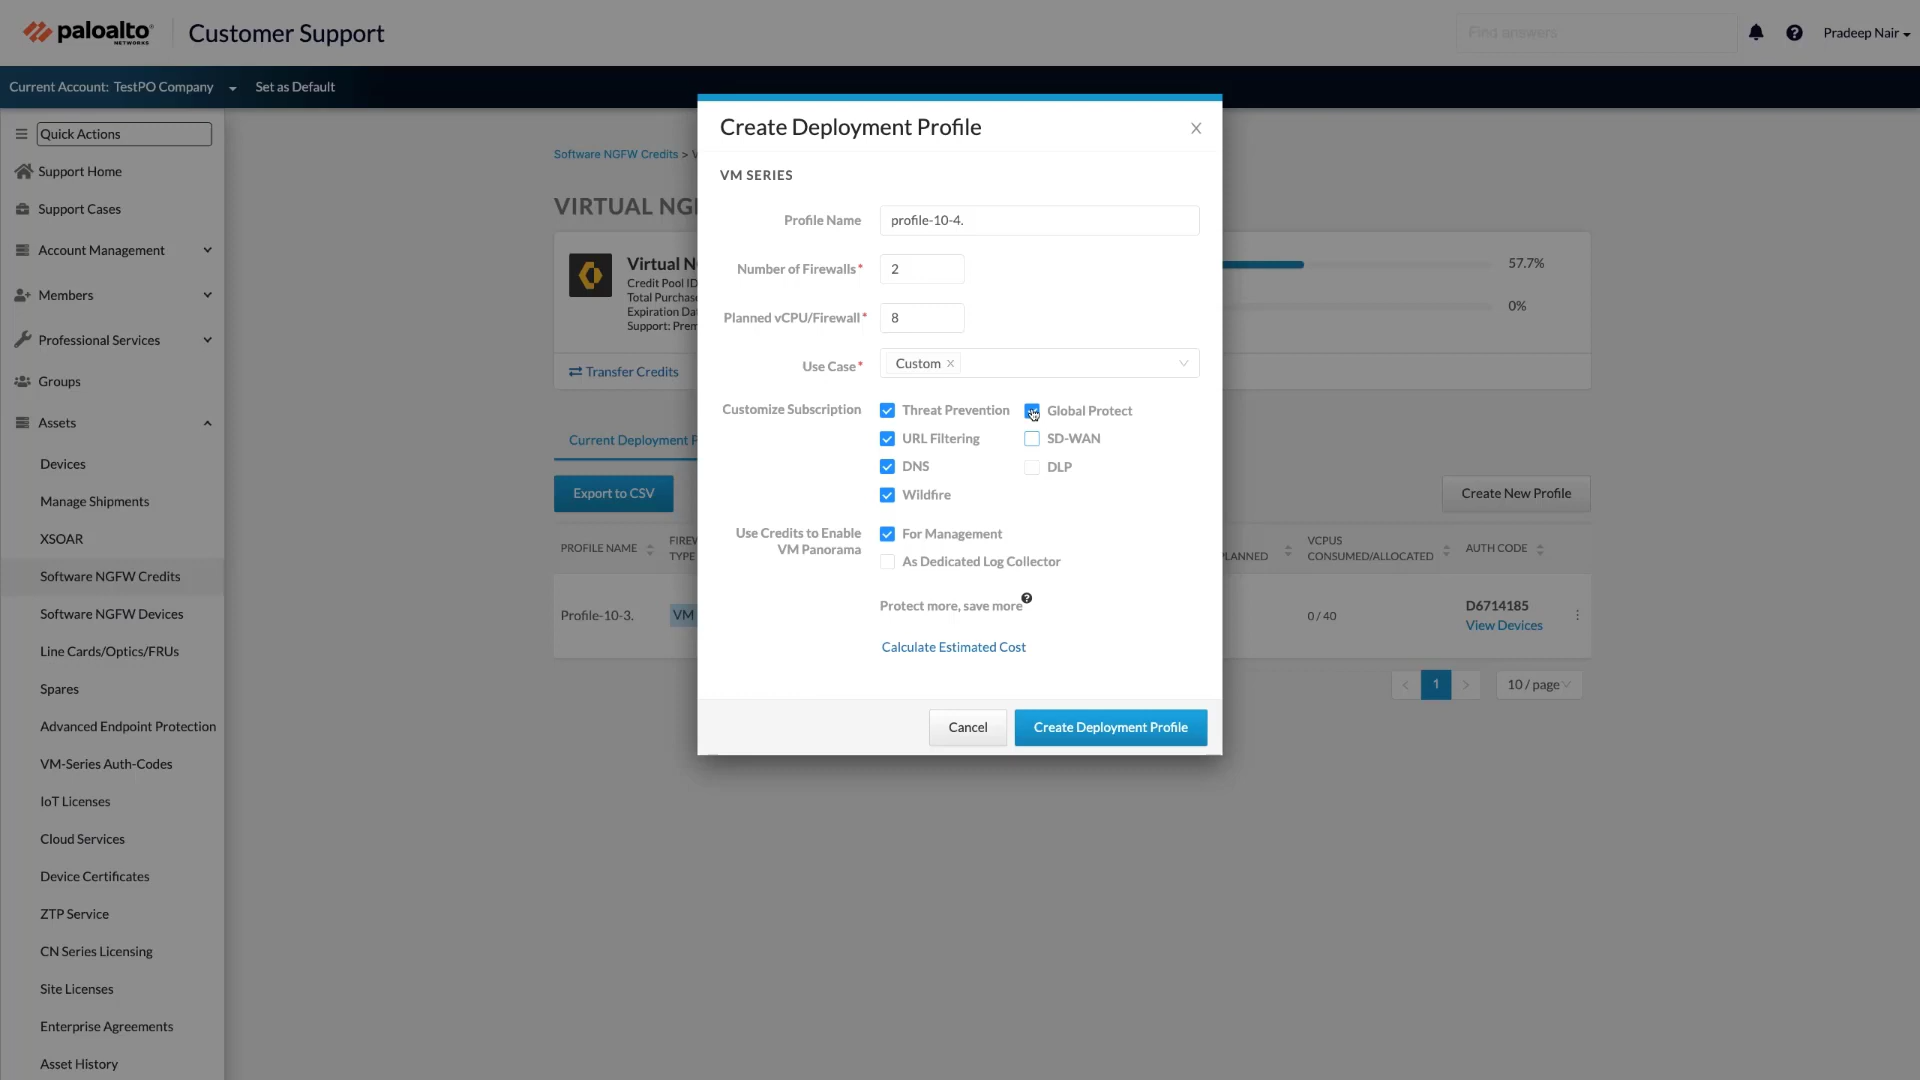 paloalto
NETWORKS
Customer Support
Find answers
Pradeep Nair
Current Account: TestPO Company
Set as Default
Quick Actions
Support Home
Support Cases
Account Management
Members
Professional Services
Groups
Assets
Devices
Manage Shipments
XSOAR
Software NGFW Credits
Software NGFW Devices
Line Cards/Optics/FRUs
Spares
Advanced Endpoint Protection
VM-Series Auth-Codes
IoT Licenses
Cloud Services
Device Certificates
ZTP Service
CN Series Licensing
Site Licenses
Enterprise Agreements
Asset History
Software NGFW Credits > V
VIRTUAL NG
Virtual N
Credit Pool ID
Total Purchas
Expiration Da
Support: Prem
57.7%
0%
Transfer Credits
Current Deployment P
Export to CSV
Create New Profile
PROFILE NAME
FIREW
TYPE
PLANNED
VCPUS
CONSUMED/ALLOCATED
AUTH CODE
Profile-10-3.
VM
0 / 40
D6714185
View Devices
1
10 / page
Create Deployment Profile
VM SERIES
Profile Name
profile-10-4.
Number of Firewalls*
2
Planned vCPU/Firewall*
8
Use Case*
Custom
Customize Subscription
Threat Prevention
Global Protect
URL Filtering
SD-WAN
DNS
DLP
Wildfire
Use Credits to Enable
VM Panorama
For Management
As Dedicated Log Collector
Protect more, save more
Calculate Estimated Cost
Cancel
Create Deployment Profile